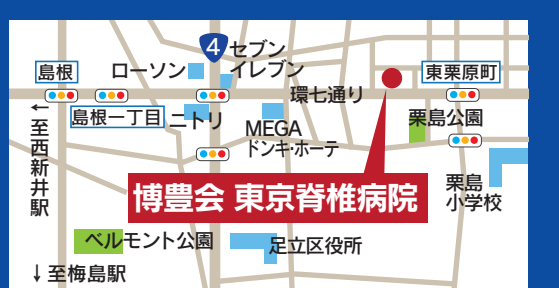 4
セブン
イレブン
島根
ローソン
東栗原町
環七通り
←至西新井駅
島根一丁目
ニトリ
MEGA
ドンキ・ホーテ
栗島公園
博豊会 東京脊椎病院
栗島
小学校
ベルモント公園
足立区役所
↓至梅島駅